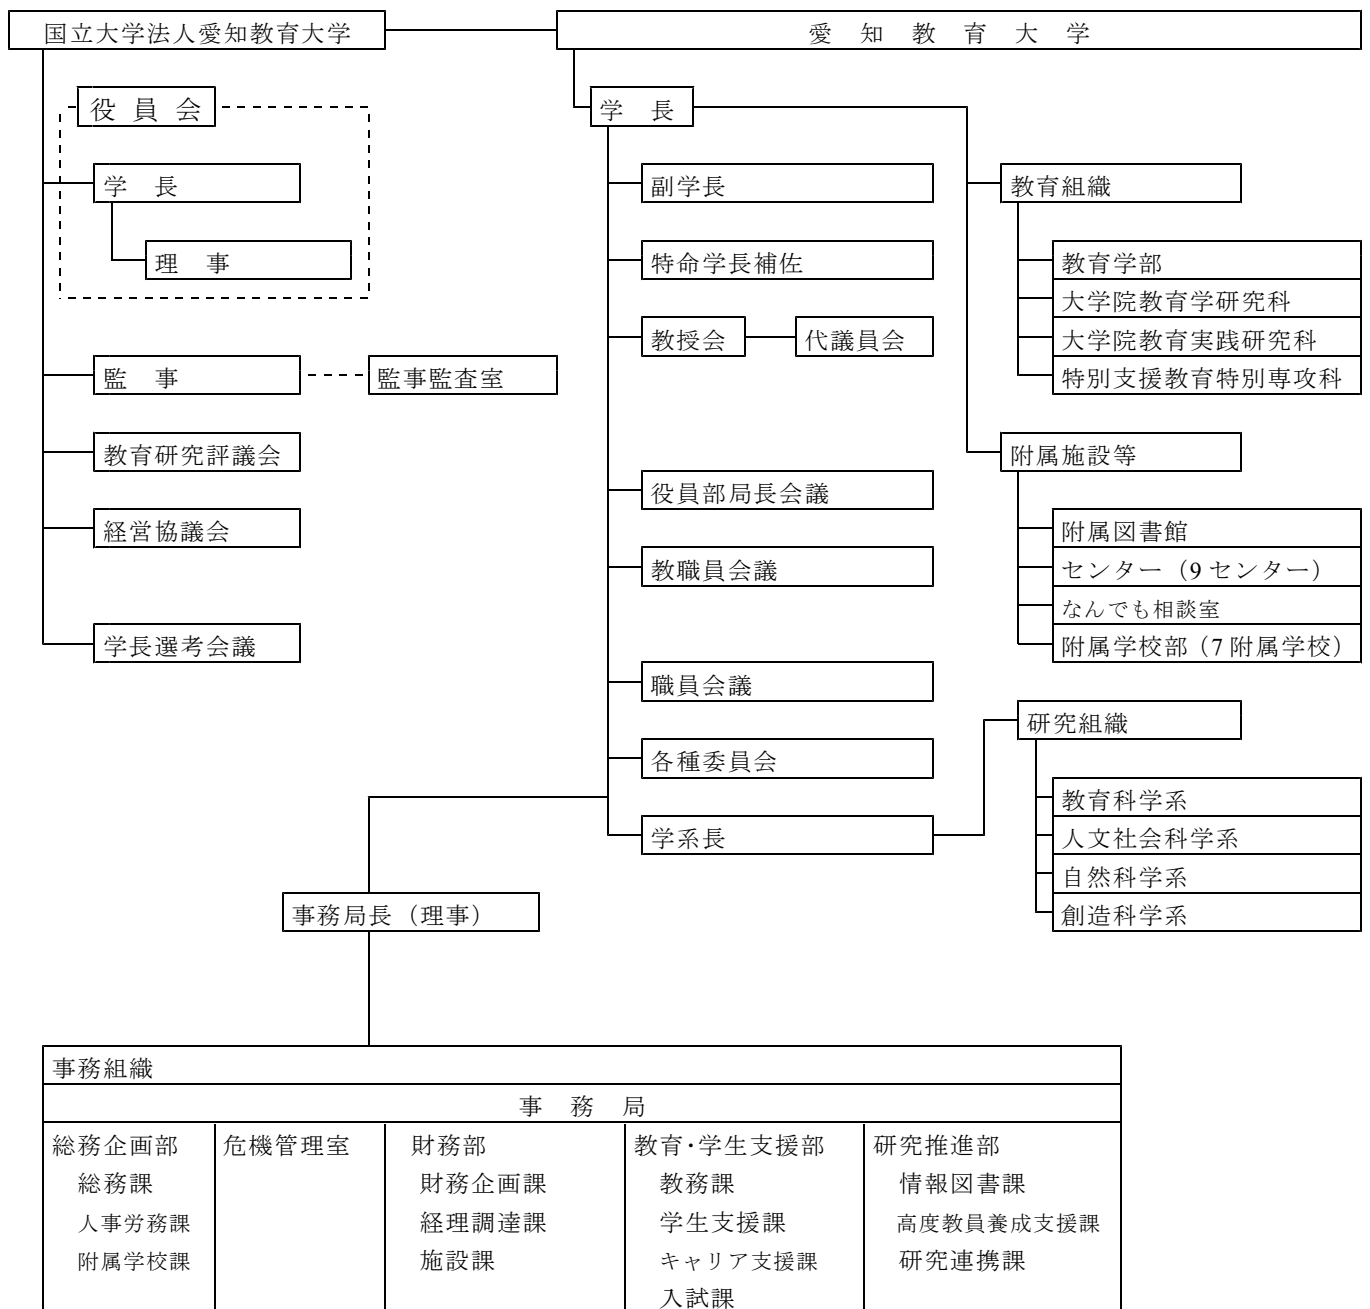 国立大学法人愛知教育大学
愛　知　教　育　大　学
役 員 会
学　長
理　事
監　事
監事監査室
教育研究評議会
経営協議会
学長選考会議
学　長
副学長
特命学長補佐
教授会
代議員会
役員部局長会議
教職員会議
職員会議
各種委員会
学系長
教育組織
教育学部
大学院教育学研究科
大学院教育実践研究科
特別支援教育特別専攻科
附属施設等
附属図書館
センター（9 センター）
なんでも相談室
附属学校部（7 附属学校）
研究組織
教育科学系
人文社会科学系
自然科学系
創造科学系
事務局長（理事）
事務組織
事　務　局
総務企画部
総務課
人事労務課
附属学校課
危機管理室
財務部
財務企画課
経理調達課
施設課
教育･学生支援部
教務課
学生支援課
キャリア支援課
入試課
研究推進部
情報図書課
高度教員養成支援課
研究連携課